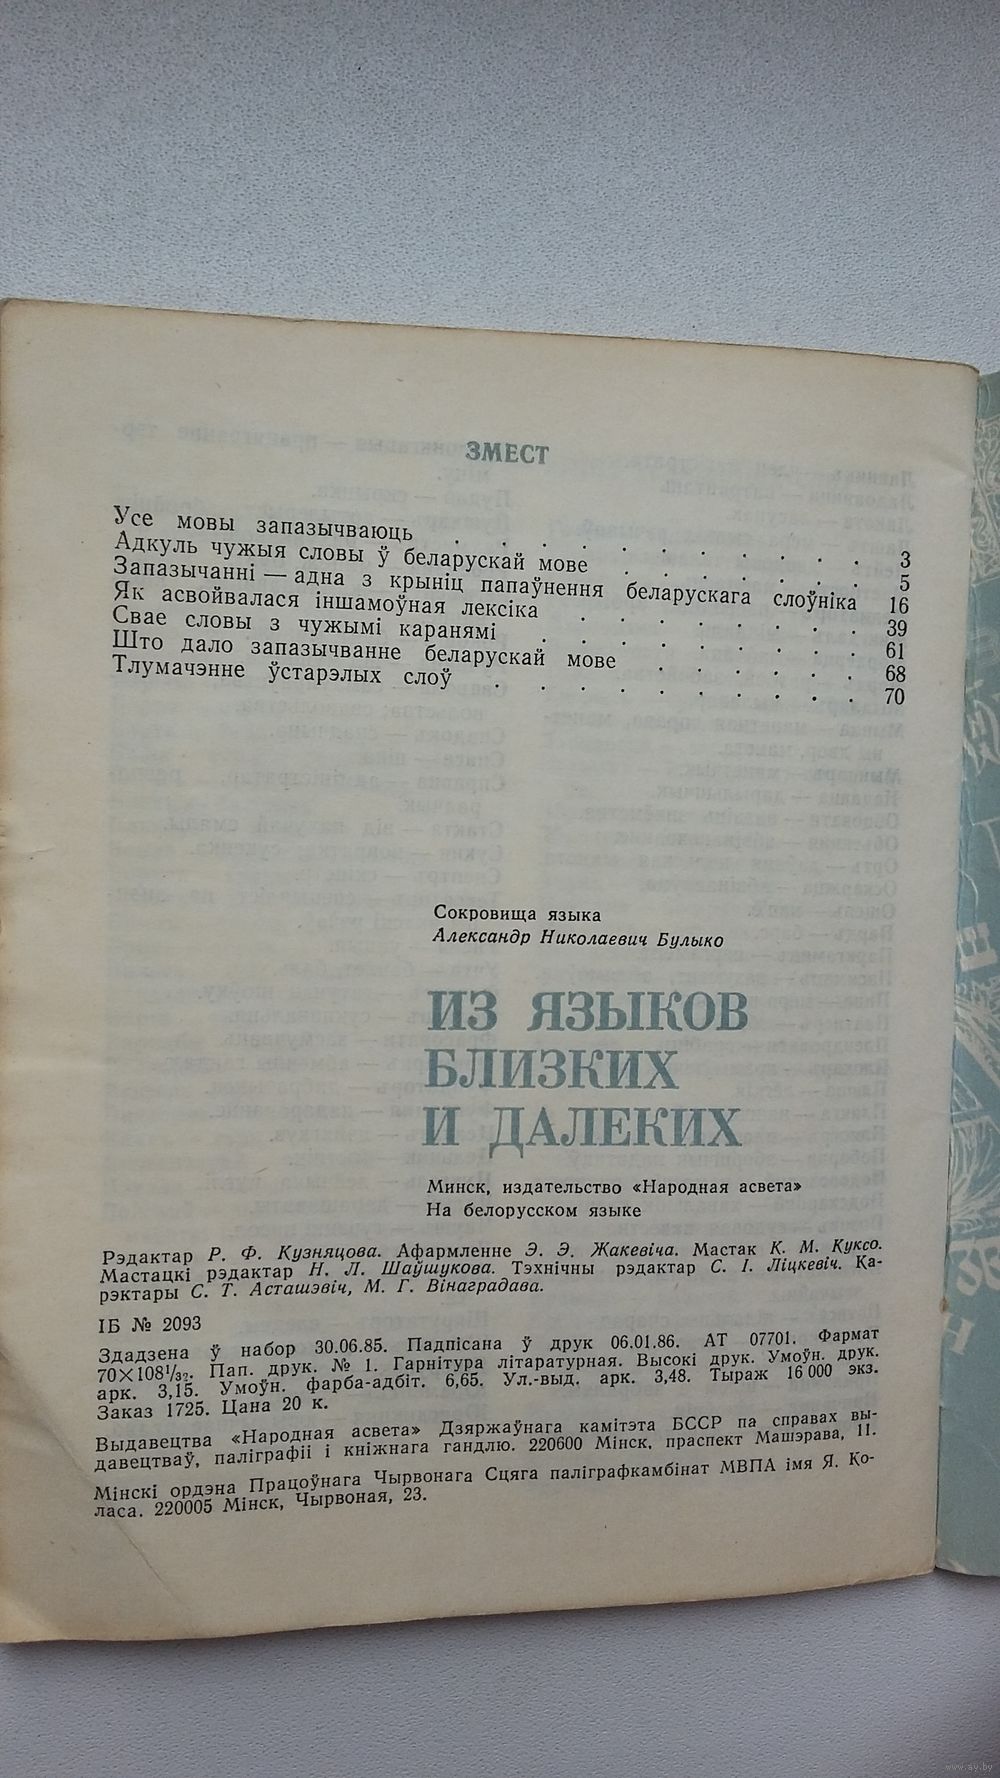 ЗМЕСТ
Усе мовы запазычваюць . . . . . . . . . . 3
Адкуль чужыя словы ў беларускай мове . . . . . . 5
Запазычанні — адна з крыніц папаўнення беларускага слоўніка 16
Як асвойвалася іншамоўная лексіка . . . . . . . 39
Свае словы з чужымі каранямі . . . . . . . . 61
Што дало запазычванне беларускай мове . . . . . 68
Тлумачэнне ўстарэлых слоў . . . . . . . . . 70
Сокровища языка
Александр Николаевич Булыко
ИЗ ЯЗЫКОВ
БЛИЗКИХ
И ДАЛЕКИХ
Минск, издательство «Народная асвета»
На белорусском языке
Рэдактар Р. Ф. Кузняцова. Афармленне Э. Э. Жакевіча. Мастак К. М. Куксо.
Мастацкі рэдактар Н. Л. Шаўшукова. Тэхнічны рэдактар С. І. Ліцкевіч. Ка-
рэктары С. Т. Асташэвіч, М. Г. Вінаградава.
ІБ № 2093
Здадзена ў набор 30.06.85. Падпісана ў друк 06.01.86. АТ 07701. Фармат
70×108¹/₃₂. Пап. друк. № 1. Гарнітура літаратурная. Высокі друк. Умоўн. друк.
арк. 3,15. Умоўн. фарба-адбіт. 6,65. Ул.-выд. арк. 3,48. Тыраж 16 000 экз.
Заказ 1725. Цана 20 к.
Выдавецтва «Народная асвета» Дзяржаўнага камітэта БССР па справах вы-
давецтваў, паліграфіі і кніжнага гандлю. 220600 Мінск, праспект Машэрава, 11.
Мінскі ордэна Працоўнага Чырвонага Сцяга паліграфкамбінат МВПА імя Я. Ко-
ласа. 220005 Мінск, Чырвоная, 23.
www.ay.by